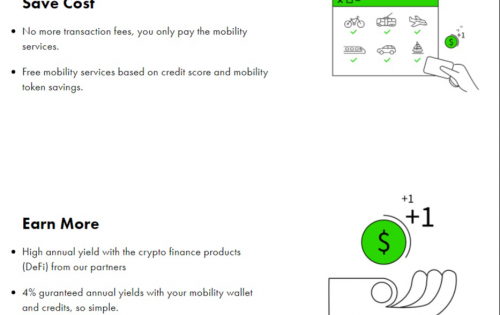 Save Cost
No more transaction fees, you only pay the mobility
services.
Free mobility services based on credit score and mobility
token savings.
$
+1
Earn More
High annual yield with the crypto finance products
(DeFi) from our partners
4% guranteed annual yields with your mobility wallet
and credits, so simple.
+1
+1
$